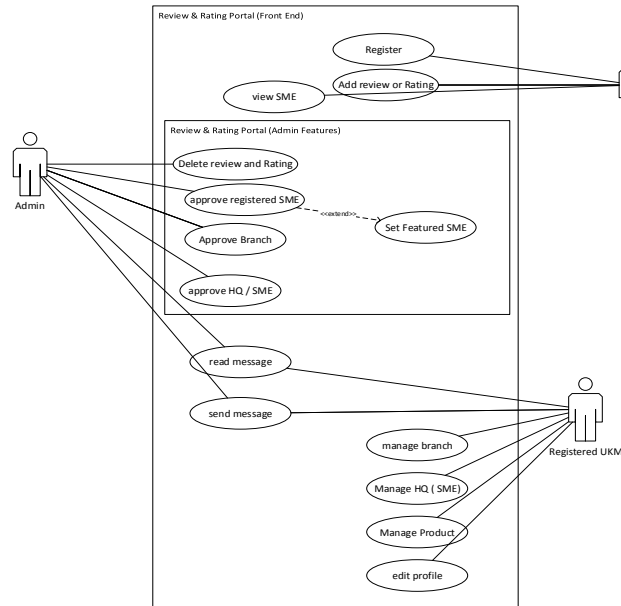 Review & Rating Portal (Front End)
Register
Add review or Rating
view SME
Review & Rating Portal (Admin Features)
Delete review and Rating
approve registered SME
<<extend>>
Set Featured SME
Approve Branch
approve HQ / SME
Admin
read message
send message
manage branch
Registered UKM
Manage HQ ( SME)
Manage Product
edit profile